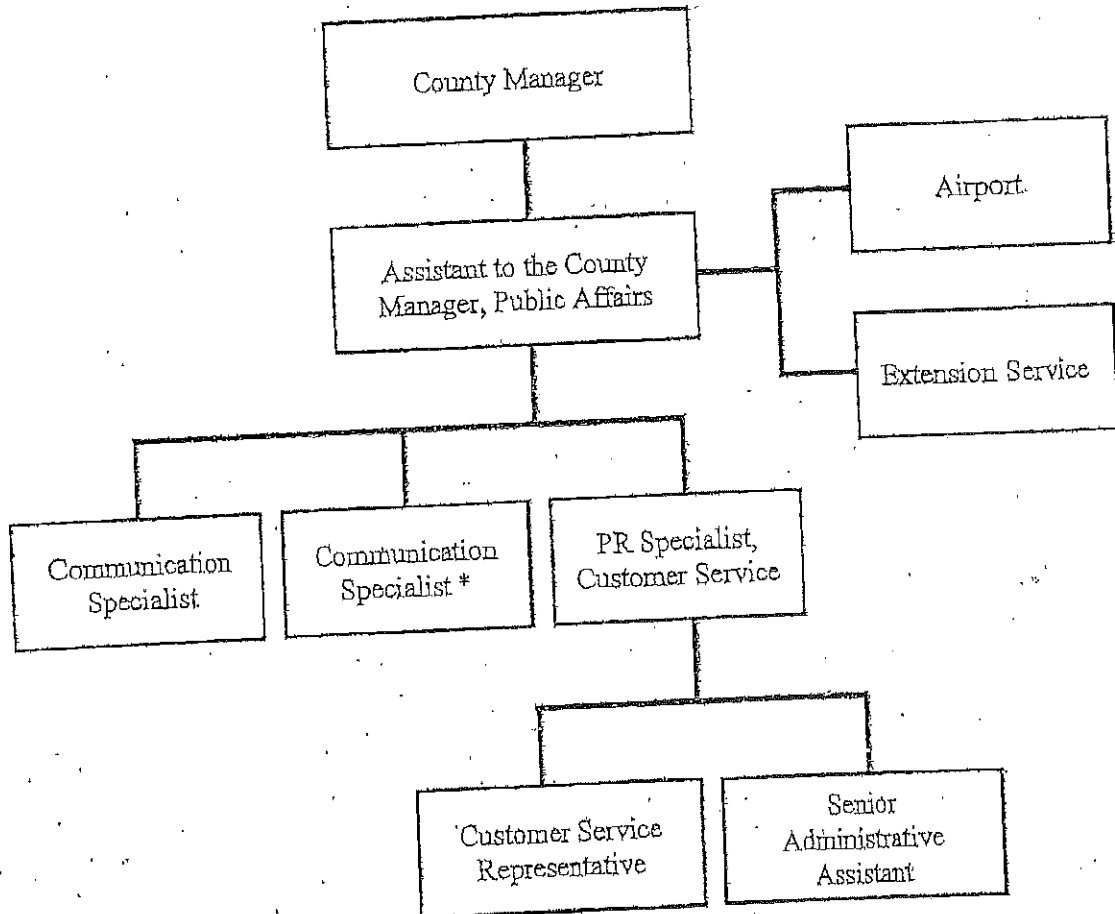 County Manager
Airport
Assistant to the County
Manager, Public Affairs
Extension Service
Communication
Specialist
Communication
Specialist *
PR Specialist,
Customer Service
Customer Service
Representative
Senior
Administrative
Assistant